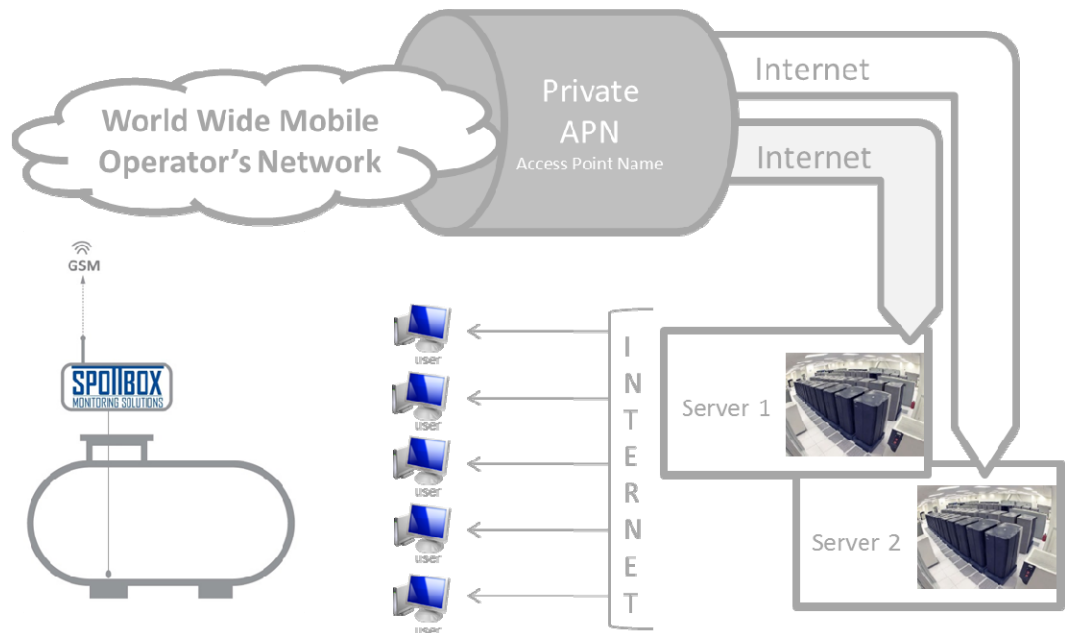 World Wide Mobile
Operator's Network
Private
APN
Access Point Name
Internet
Internet
GSM
SPOTTBOX
MONITORING SOLUTIONS
user
user
user
user
user
INTERNET
Server 1
Server 2